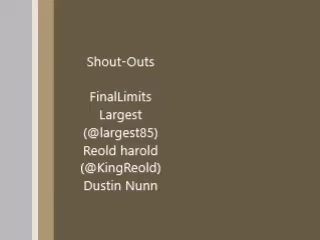 Shout-Outs
FinalLimits
Largest
(@largest85)
Reold harold
(@KingReold)
Dustin Nunn